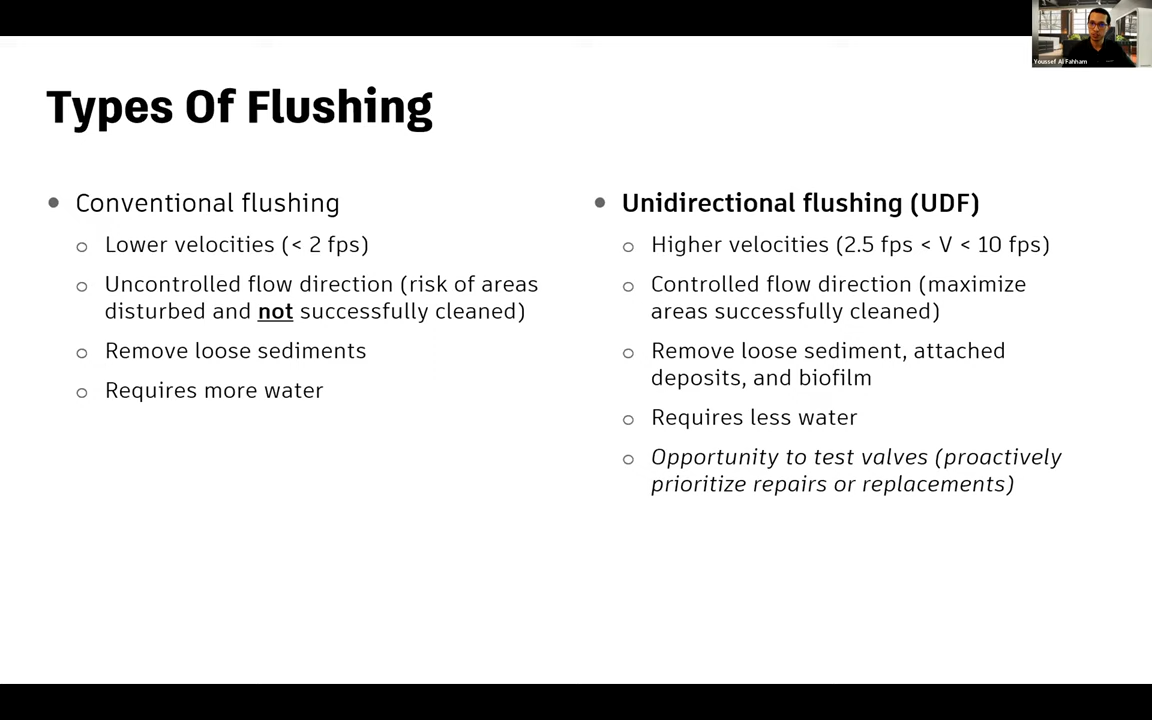 Youssef Al Fahham
Types Of Flushing
Conventional flushing
Lower velocities (< 2 fps)
Uncontrolled flow direction (risk of areas
disturbed and not successfully cleaned)
Remove loose sediments
Requires more water
Unidirectional flushing (UDF)
Higher velocities (2.5 fps < V < 10 fps)
Controlled flow direction (maximize
areas successfully cleaned)
Remove loose sediment, attached
deposits, and biofilm
Requires less water
Opportunity to test valves (proactively
prioritize repairs or replacements)